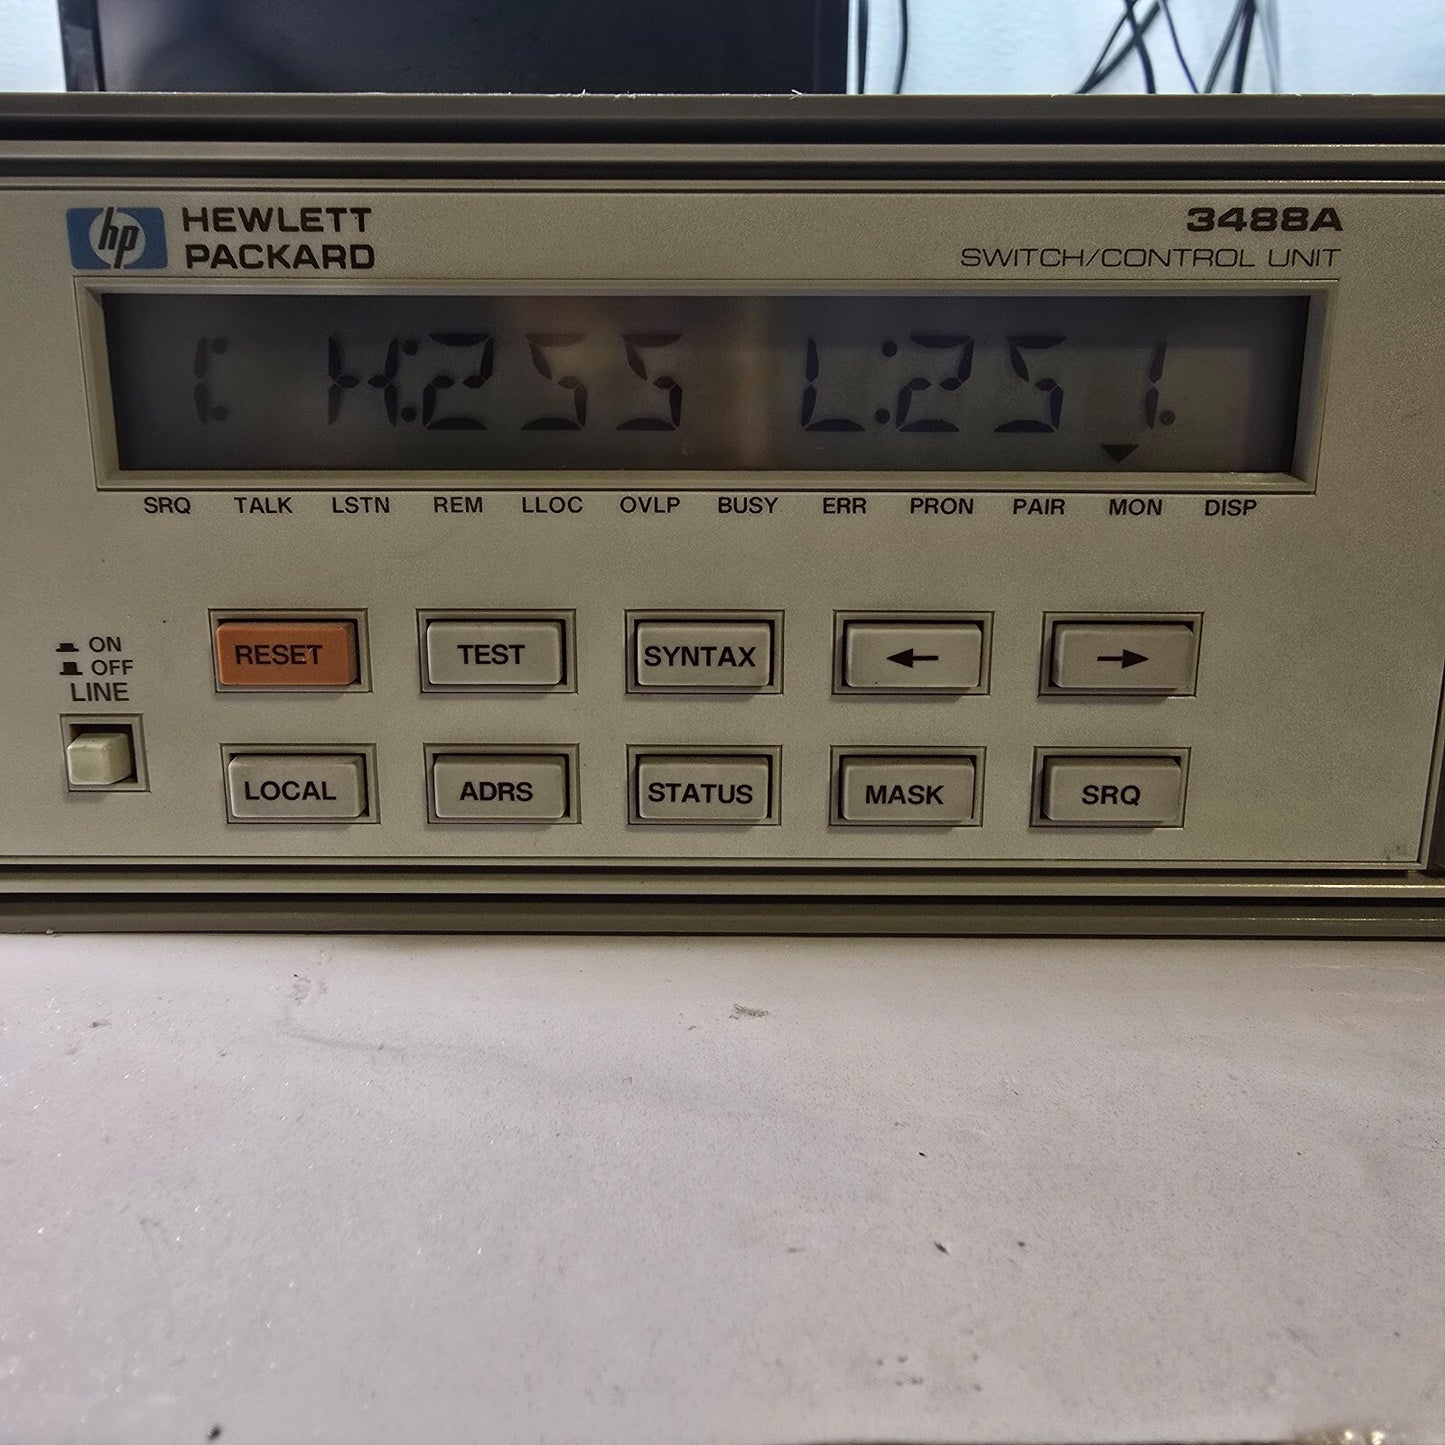 hp HEWLETT
PACKARD
3488A
SWITCH/CONTROL UNIT
1: H:255 L:251.
SRQ TALK LSTN REM LLOC OVLP BUSY ERR PRON PAIR MON DISP
ON
OFF
LINE
RESET TEST SYNTAX ← →
LOCAL ADRS STATUS MASK SRQ